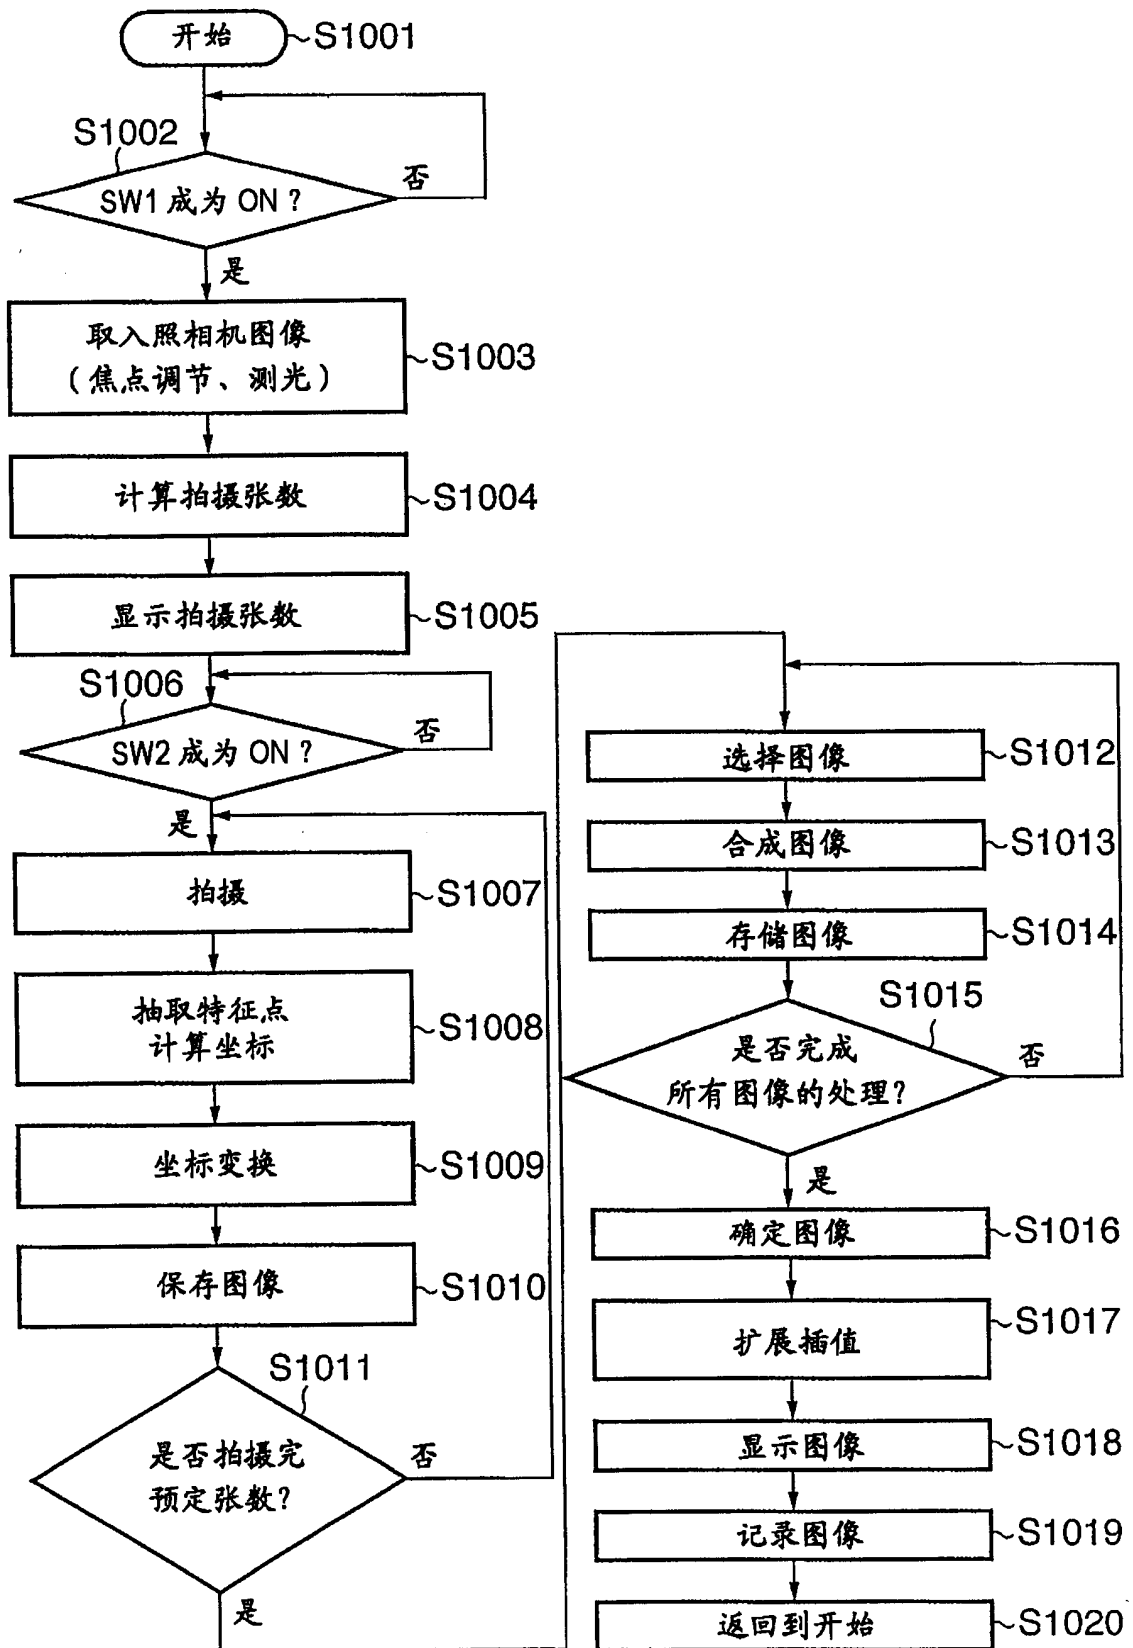 开始
S1001
S1002
SW1成为 ON？
否
是
取入照相机图像
（焦点调节、测光）
S1003
计算拍摄张数
S1004
显示拍摄张数
S1005
S1006
SW2成为 ON？
否
是
拍摄
S1007
抽取特征点
计算坐标
S1008
坐标变换
S1009
保存图像
S1010
S1011
是否拍摄完
预定张数?
否
是
选择图像
S1012
合成图像
S1013
存储图像
S1014
S1015
是否完成
所有图像的处理?
否
是
确定图像
S1016
扩展插值
S1017
显示图像
S1018
记录图像
S1019
返回到开始
S1020